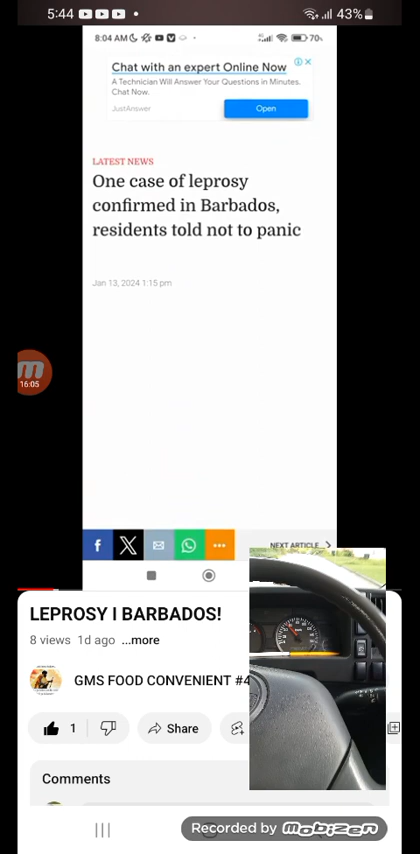 5:44
43%
8:04 AM
70%
Chat with an expert Online Now
A Technician Will Answer Your Questions in Minutes.
Chat Now.
JustAnswer
Open
LATEST NEWS
One case of leprosy
confirmed in Barbados,
residents told not to panic
Jan 13, 2024 1:15 pm
16:05
NEXT ARTICLE
LEPROSY I BARBADOS!
8 views 1d ago ...more
GMS FOOD CONVENIENT #4
1
Share
Comments
Recorded by mobizen